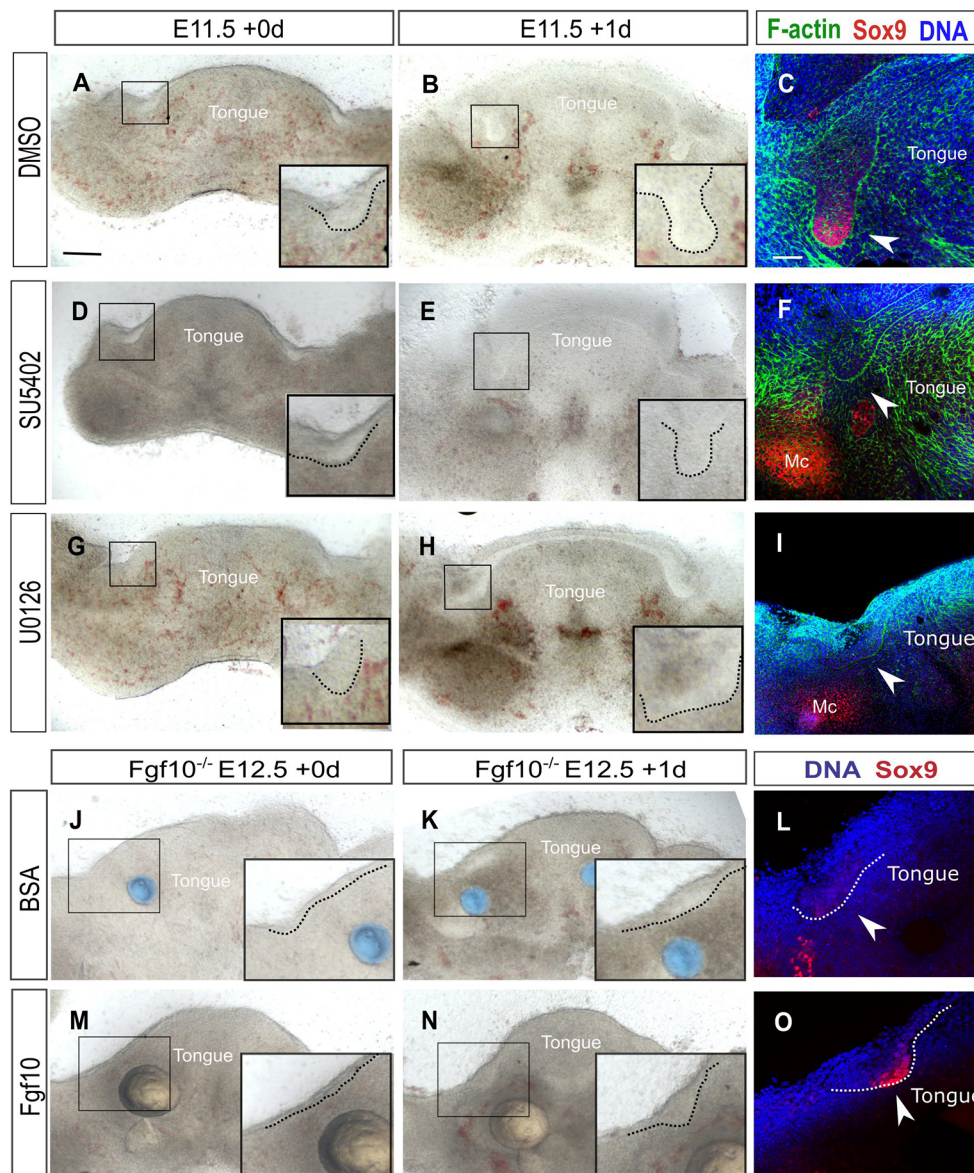 E11.5 +0d
E11.5 +1d
F-actin Sox9 DNA
DMSO
A
Tongue
B
Tongue
C
Tongue
SU5402
D
Tongue
E
Tongue
F
Tongue
Mc
U0126
G
Tongue
H
Tongue
I
Tongue
Mc
Fgf10-/- E12.5 +0d
Fgf10-/- E12.5 +1d
DNA Sox9
BSA
J
Tongue
K
Tongue
L
Tongue
Fgf10
M
Tongue
N
Tongue
O
Tongue